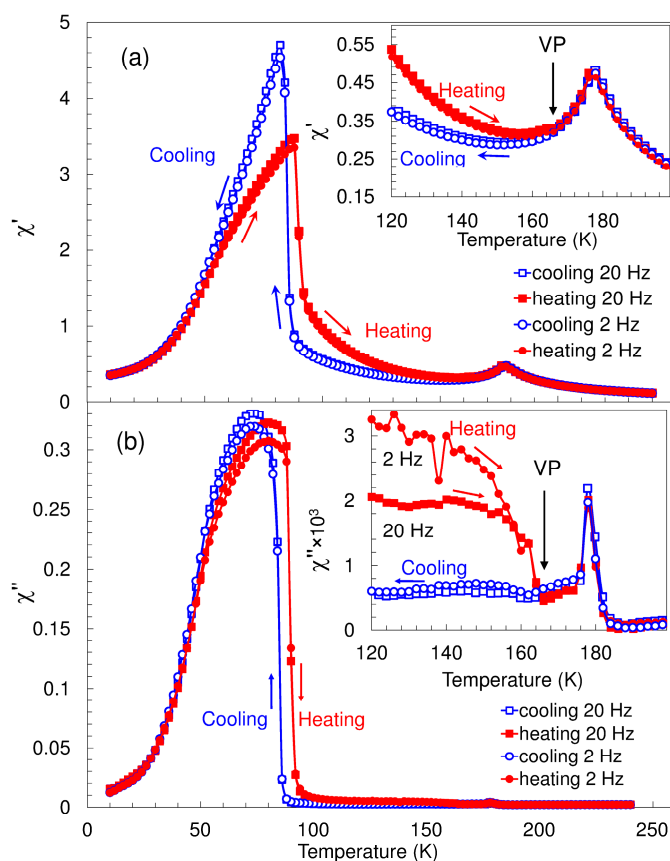 (a)
χ'
5
4
3
2
1
0
Cooling
Heating
VP
Heating
Cooling
χ'
0.55
0.45
0.35
0.25
0.15
120 140 160 180
Temperature (K)
cooling 20 Hz
heating 20 Hz
cooling 2 Hz
heating 2 Hz
(b)
χ"
0.3
0.25
0.2
0.15
0.1
0.05
0
Cooling
Heating
2 Hz
20 Hz
Heating
VP
Cooling
χ"×10³
3
2
1
0
120 140 160 180
Temperature (K)
cooling 20 Hz
heating 20 Hz
cooling 2 Hz
heating 2 Hz
0 50 100 150 200 250
Temperature (K)